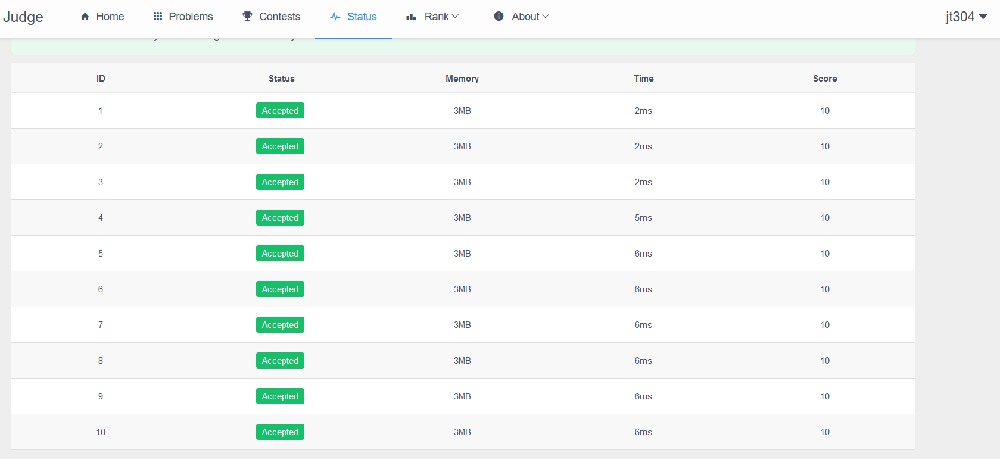 Judge Home Problems Contests Status Rank About jt304
ID Status Memory Time Score
1 Accepted 3MB 2ms 10
2 Accepted 3MB 2ms 10
3 Accepted 3MB 2ms 10
4 Accepted 3MB 5ms 10
5 Accepted 3MB 6ms 10
6 Accepted 3MB 6ms 10
7 Accepted 3MB 6ms 10
8 Accepted 3MB 6ms 10
9 Accepted 3MB 6ms 10
10 Accepted 3MB 6ms 10